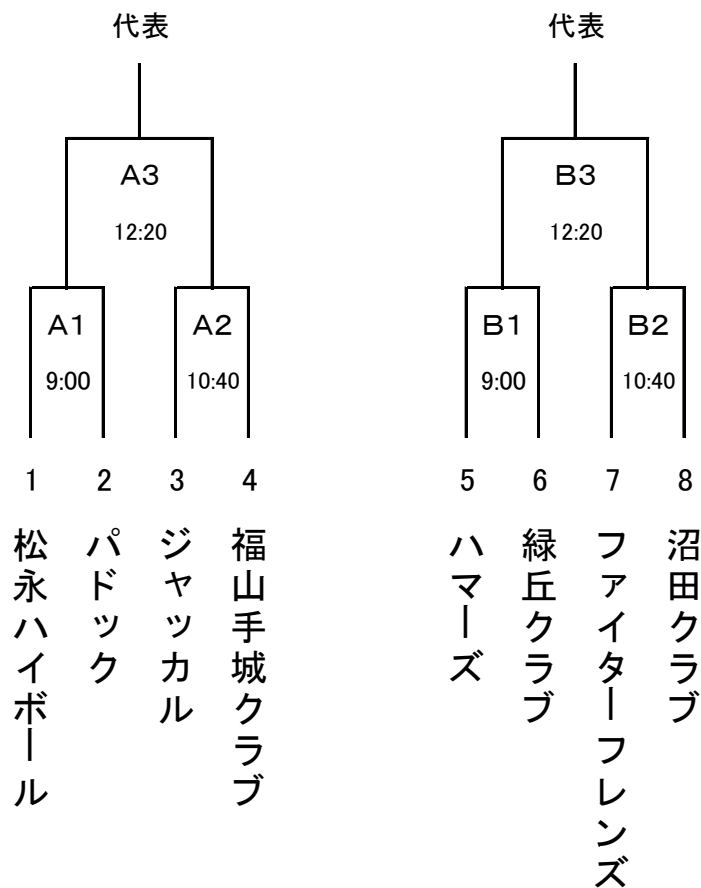 代表
代表
A3
12:20
B3
12:20
A1
9:00
A2
10:40
B1
9:00
B2
10:40
1
2
3
4
5
6
7
8
松永ハイボール
パドック
ジャッカル
福山手城クラブ
ハマーズ
緑丘クラブ
ファイターフレンズ
沼田クラブ